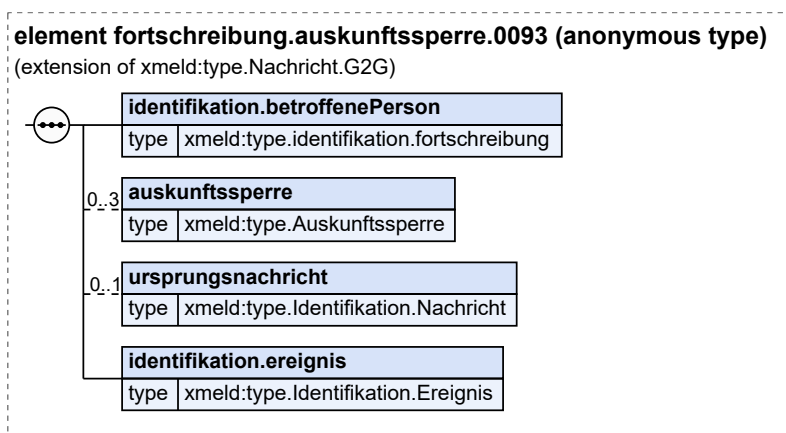 element fortschreibung.auskunftssperre.0093 (anonymous type)
(extension of xmeld:type.Nachricht.G2G)
identifikation.betroffenePerson
type xmeld:type.identifikation.fortschreibung
0..3 auskunftssperre
type xmeld:type.Auskunftssperre
0..1 ursprungsnachricht
type xmeld:type.Identifikation.Nachricht
identifikation.ereignis
type xmeld:type.Identifikation.Ereignis